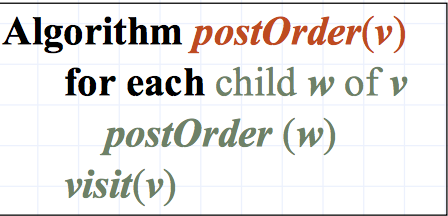 Algorithm postOrder(v)
for each child w of v
postOrder (w)
visit(v)